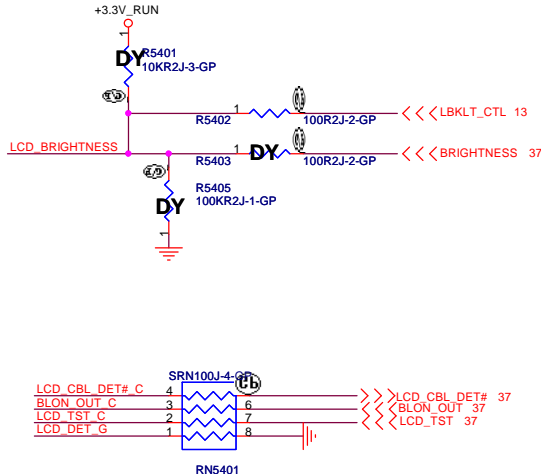 +3.3V_RUN
1
DY R5401
10KR2J-3-GP
R5402 1 100R2J-2-GP LBKLT_CTL 13
LCD_BRIGHTNESS
R5403 1 DY 100R2J-2-GP BRIGHTNESS 37
R5405
100KR2J-1-GP
DY
1
SRN100J-4-GP
LCD_CBL_DET#_C 4 LCD_CBL_DET# 37
BLON_OUT_C 3 6 BLON_OUT 37
LCD_TST_C 2 7 LCD_TST 37
LCD_DET_G 1 8
RN5401